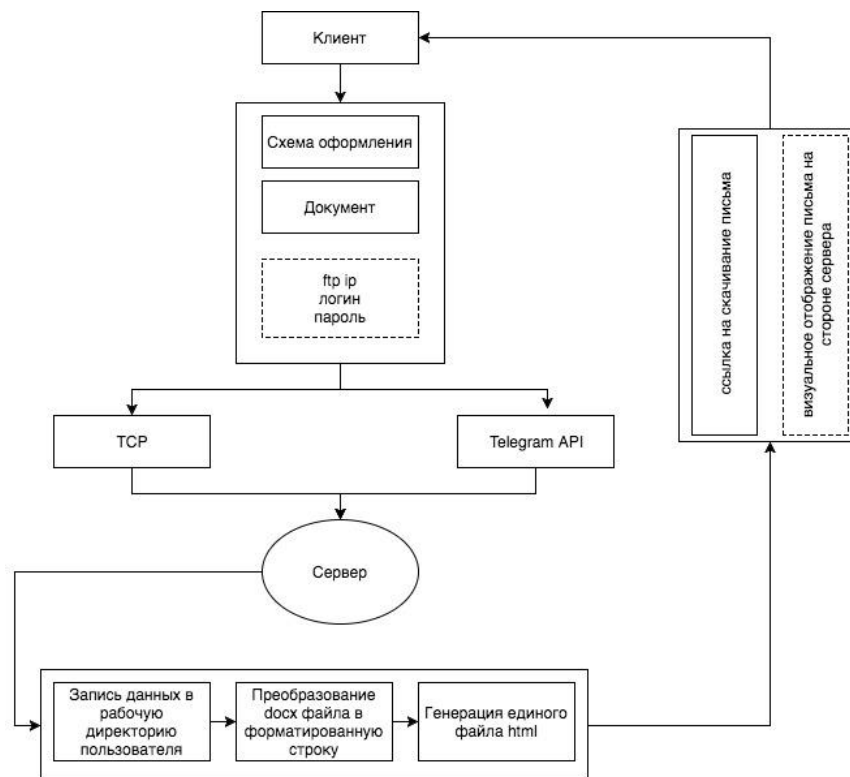 Клиент
Схема оформления
Документ
ftp ip
логин
пароль
TCP
Telegram API
Сервер
Запись данных в
рабочую
директорию
пользователя
Преобразование
docx файла в
форматированную
строку
Генерация единого
файла html
ссылка на скачивание письма
визуальное отображение письма на
стороне сервера